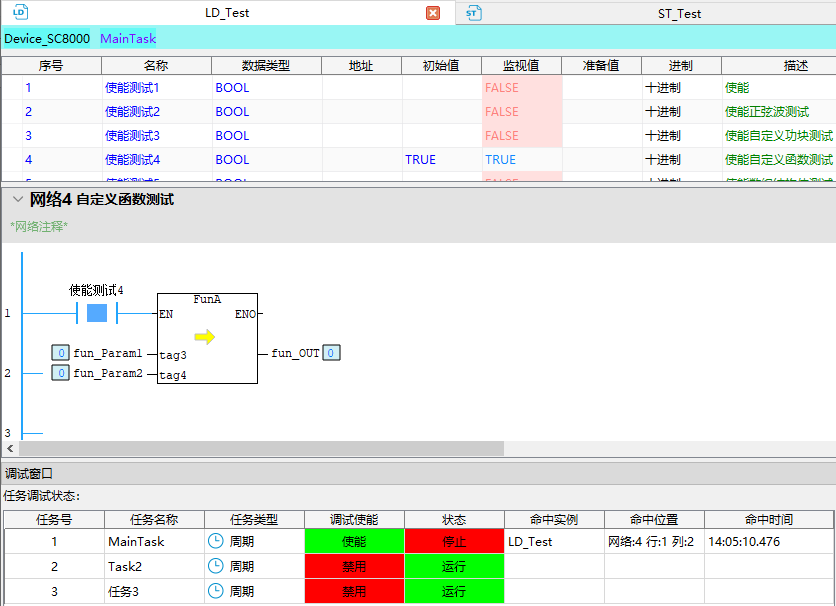 LD LD_Test ST ST_Test
Device_SC8000 MainTask
序号 名称 数据类型 地址 初始值 监视值 准备值 进制 描述
1 使能测试1 BOOL FALSE 十进制 使能
2 使能测试2 BOOL FALSE 十进制 使能正弦波测试
3 使能测试3 BOOL FALSE 十进制 使能自定义功块测试
4 使能测试4 BOOL TRUE TRUE 十进制 使能自定义函数测试
网络4 自定义函数测试
*网络注释*
使能测试4
FunA
1 EN ENO
0 fun_Param1 tag3 fun_OUT 0
2 0 fun_Param2 tag4
3
调试窗口
任务调试状态:
任务号 任务名称 任务类型 调试使能 状态 命中实例 命中位置 命中时间
1 MainTask 周期 使能 停止 LD_Test 网络:4 行:1 列:2 14:05:10.476
2 Task2 周期 禁用 运行
3 任务3 周期 禁用 运行